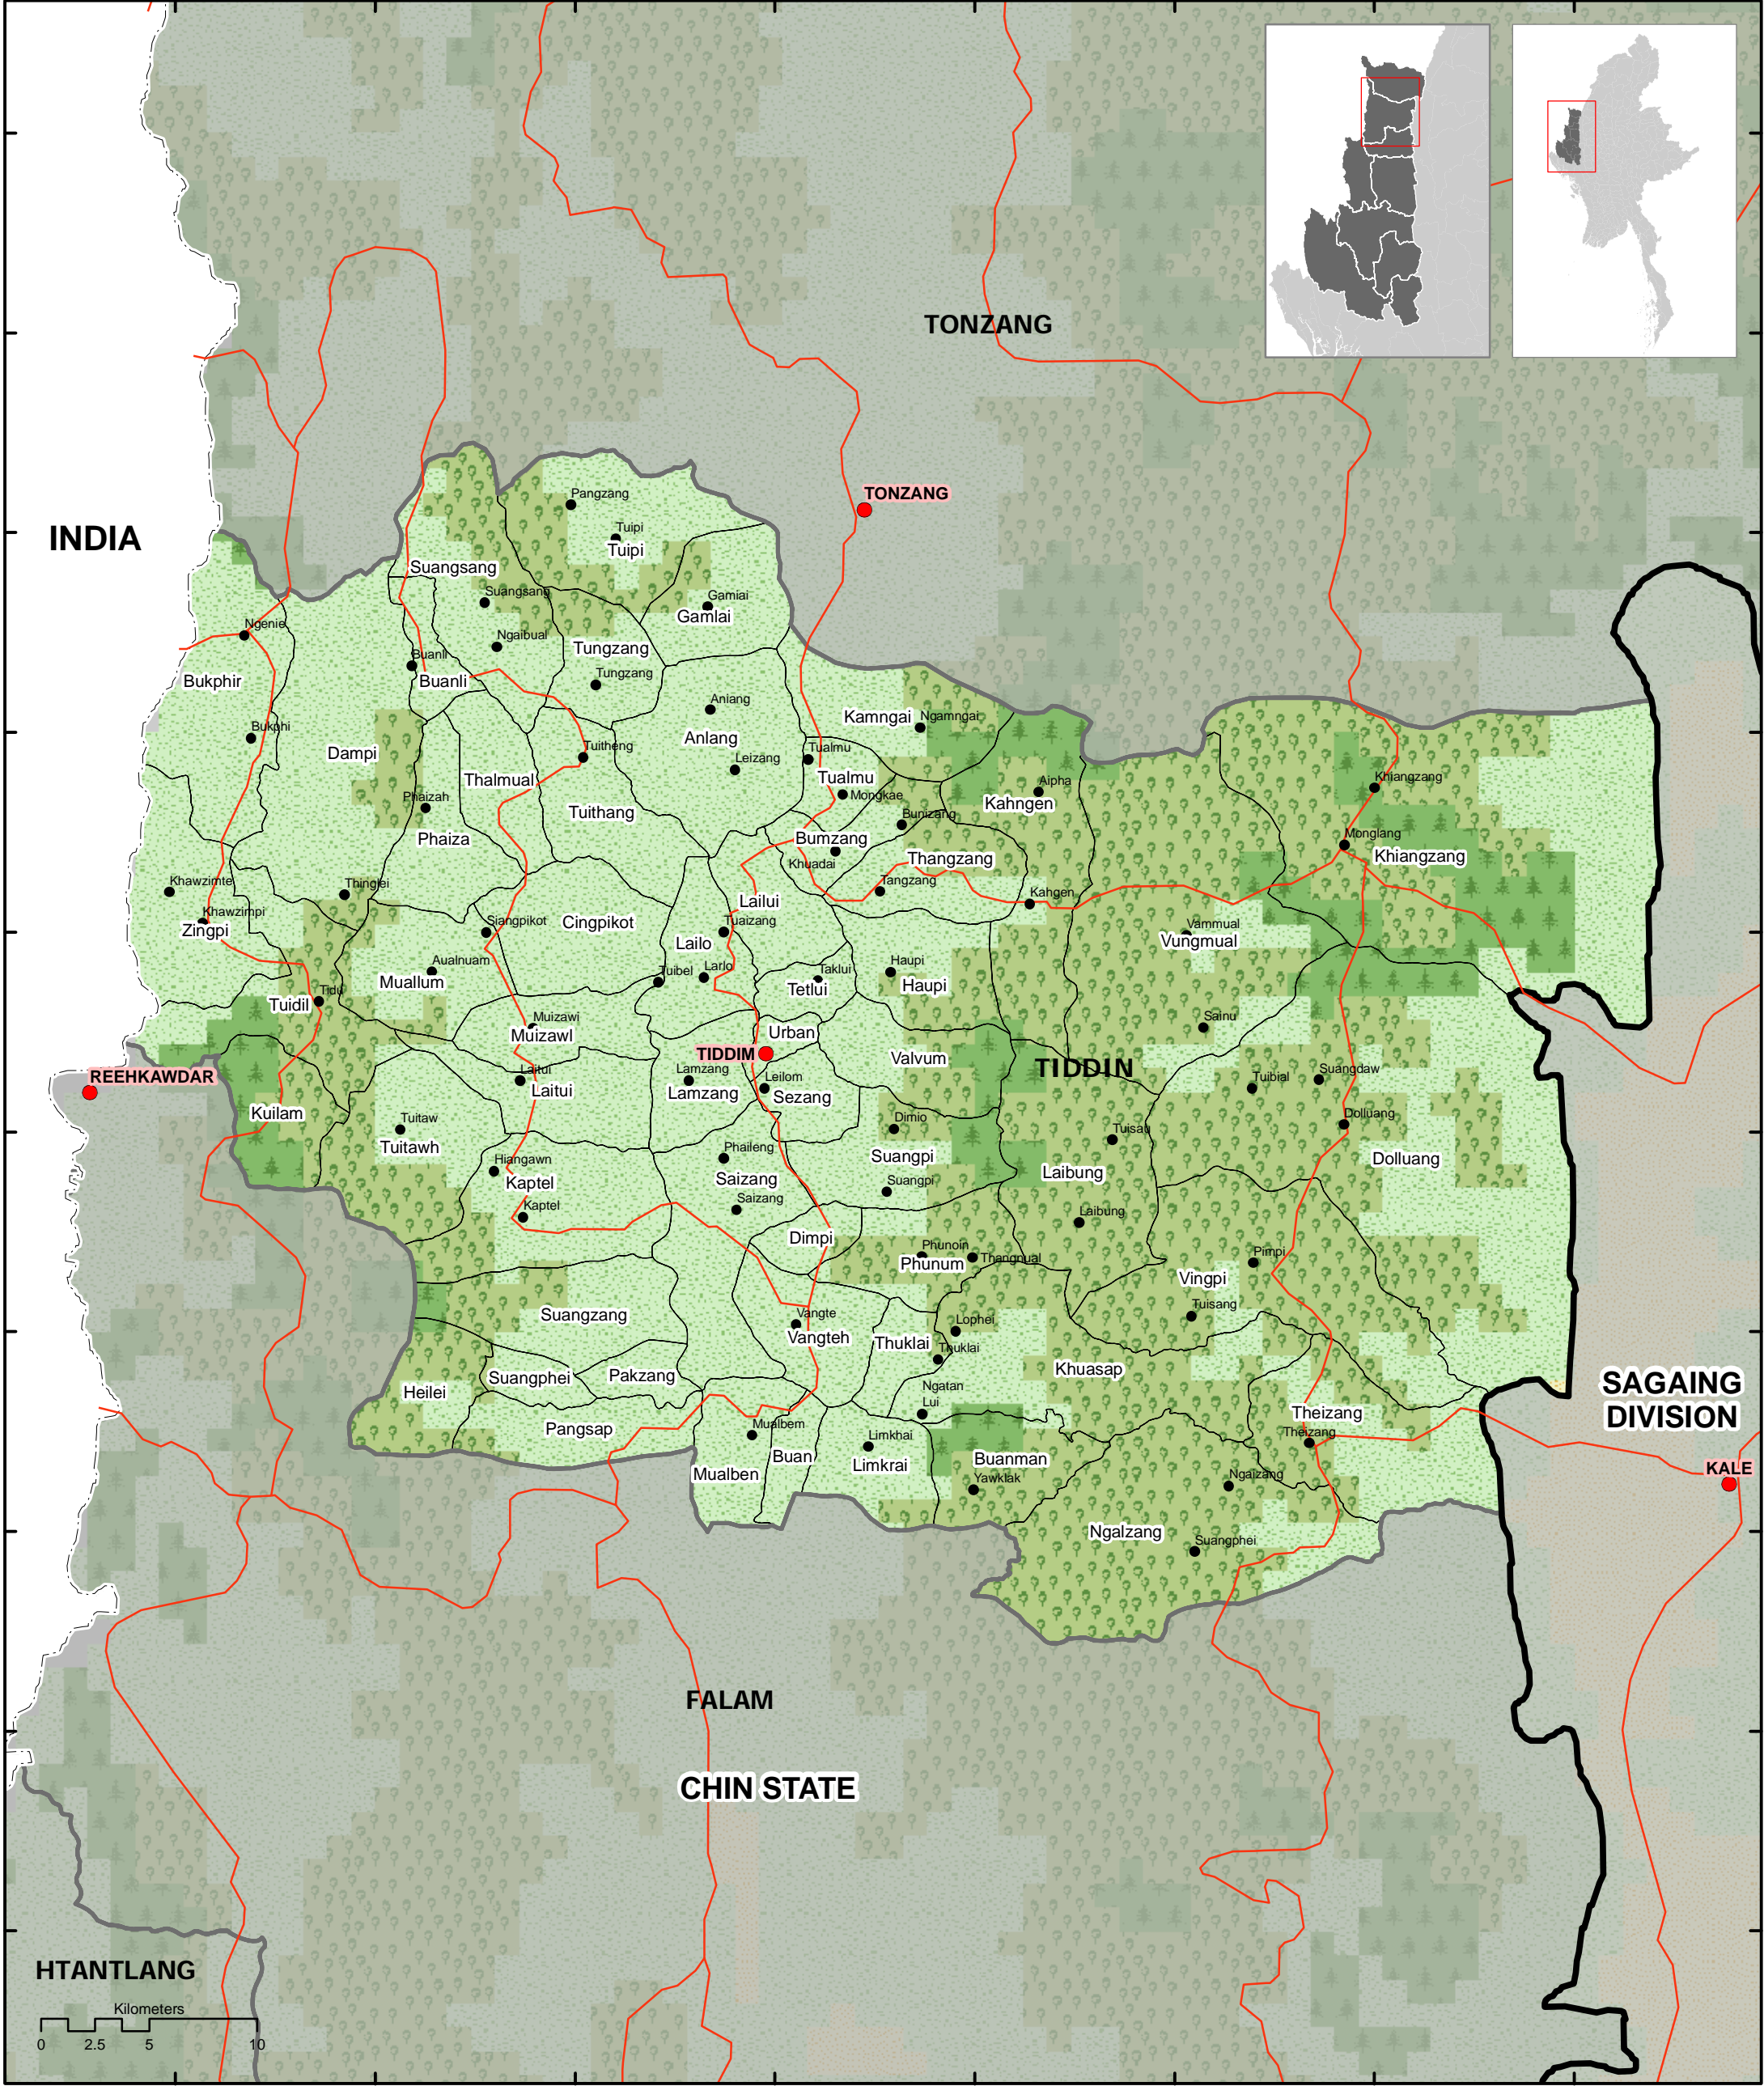 TONZANG
TONZANG
INDIA
Pangzang
Tuipi
Tuipi
Suangsang
Suangsang
Gamiai
Gamlai
Ngenie
Ngaibual
Tungzang
Buanli
Tungzang
Bukphir
Buanli
Aniang
Kamngai
Ngamngai
Bukphi
Anlang
Dampi
Tuitheng
Tualmu
Leizang
Thalmual
Tualmu
Aipha
Khiangzang
Phaizah
Mongkae
Kahngen
Tuithang
Bunizang
Phaiza
Bumzang
Monglang
Khuadai
Thangzang
Khiangzang
Khawzimte
Thinglei
Tangzang
Kahgen
Lailui
Khawzimpi
Siangpikot
Cingpikot
Tuaizang
Vammual
Zingpi
Lailo
Vungmual
Aualnuam
Tuibel
Larlo
Taklui
Haupi
Muallum
Tetlui
Haupi
Tidu
Tuidil
Muizawi
Sainu
Muizawl
Urban
TIDDIM
Valvum
TIDDIN
REEHKAWDAR
Laitui
Lamzang
Leilom
Tuibial
Suangdaw
Laitui
Lamzang
Sezang
Kuilam
Tuitaw
Dimio
Dolluang
Tuitawh
Phaileng
Suangpi
Tuisau
Dolluang
Hiangawn
Laibung
Kaptel
Saizang
Suangpi
Kaptel
Saizang
Laibung
Dimpi
Phunoin
Thangnual
Pimpi
Phunum
Vingpi
Suangzang
Vangte
Lophei
Tuisang
Vangteh
Thuklai
Thuklai
Suangphei
Pakzang
Khuasap
Heilei
Ngatan
Lui
SAGAING
DIVISION
Theizang
Pangsap
Mualbem
Limkhai
Theizang
Buan
Limkrai
Buanman
Mualben
Yawklak
Ngaizang
KALE
Ngalzang
Suangphei
FALAM
CHIN STATE
HTANTLANG
Kilometers
0 2.5 5 10